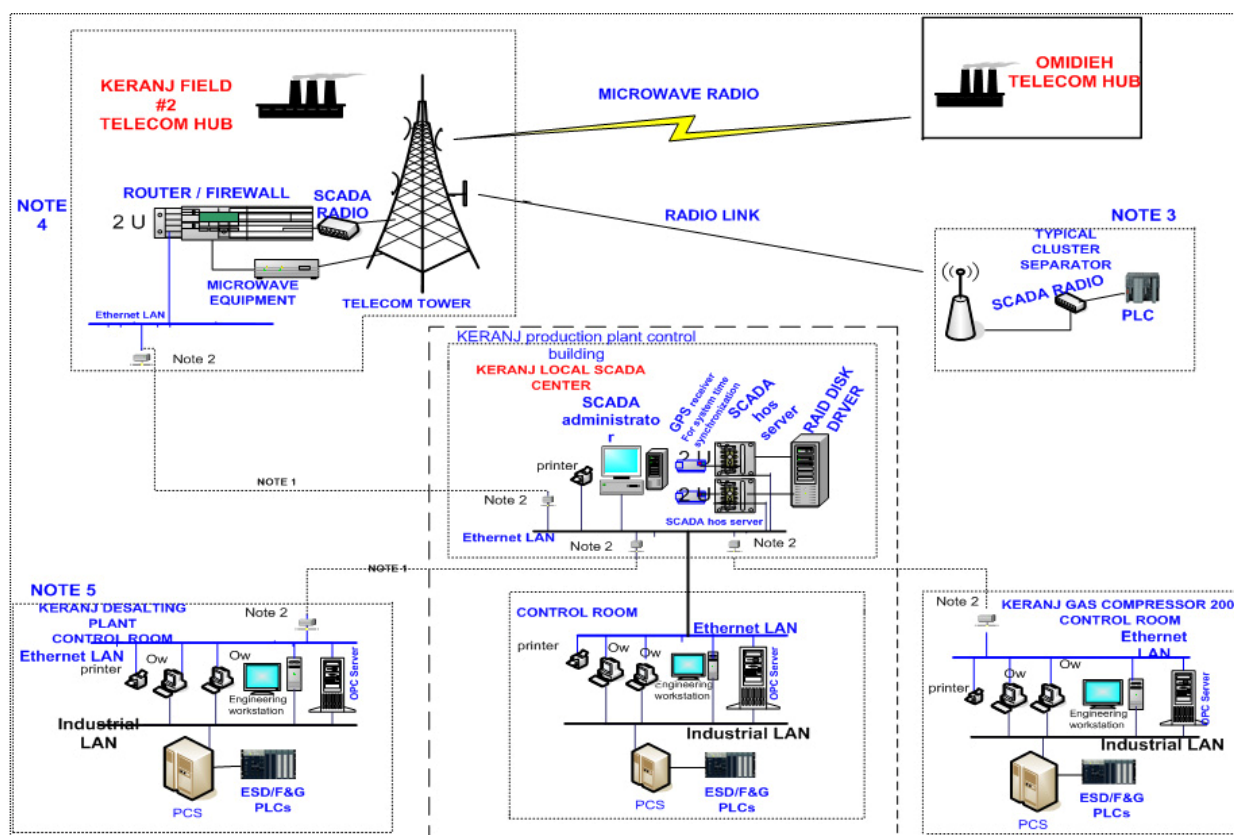 KERANJ FIELD
#2
TELECOM HUB
MICROWAVE RADIO
OMIDIEH
TELECOM HUB
NOTE
4
ROUTER / FIREWALL
2 U
SCADA
RADIO
MICROWAVE
EQUIPMENT
TELECOM TOWER
Ethernet LAN
Note 2
RADIO LINK
NOTE 3
TYPICAL
CLUSTER
SEPARATOR
SCADA RADIO
PLC
KERANJ production plant control
building
KERANJ LOCAL SCADA
CENTER
SCADA
administrato
r
GPS receiver
For system time
synchronization
SCADA
hos
server
RAID DISK
DRVER
printer
2 U
2 U
NOTE 1
Note 2
SCADA hos server
Ethernet LAN
Note 2
Note 2
NOTE 1
NOTE 5
KERANJ DESALTING
PLANT
CONTROL ROOM
Note 2
Ethernet LAN
printer
Ow
Ow
Engineering
workstation
OPC Server
Industrial
LAN
PCS
ESD/F&G
PLCs
CONTROL ROOM
Ethernet LAN
printer
Ow
Ow
Engineering
workstation
OPC Server
Industrial LAN
PCS
ESD/F&G
PLCs
Note 2
KERANJ GAS COMPRESSOR 200
CONTROL ROOM
Ethernet
LAN
printer
Ow
Ow
Engineering
workstation
OPC Server
Industrial LAN
PCS
ESD/F&G
PLCs